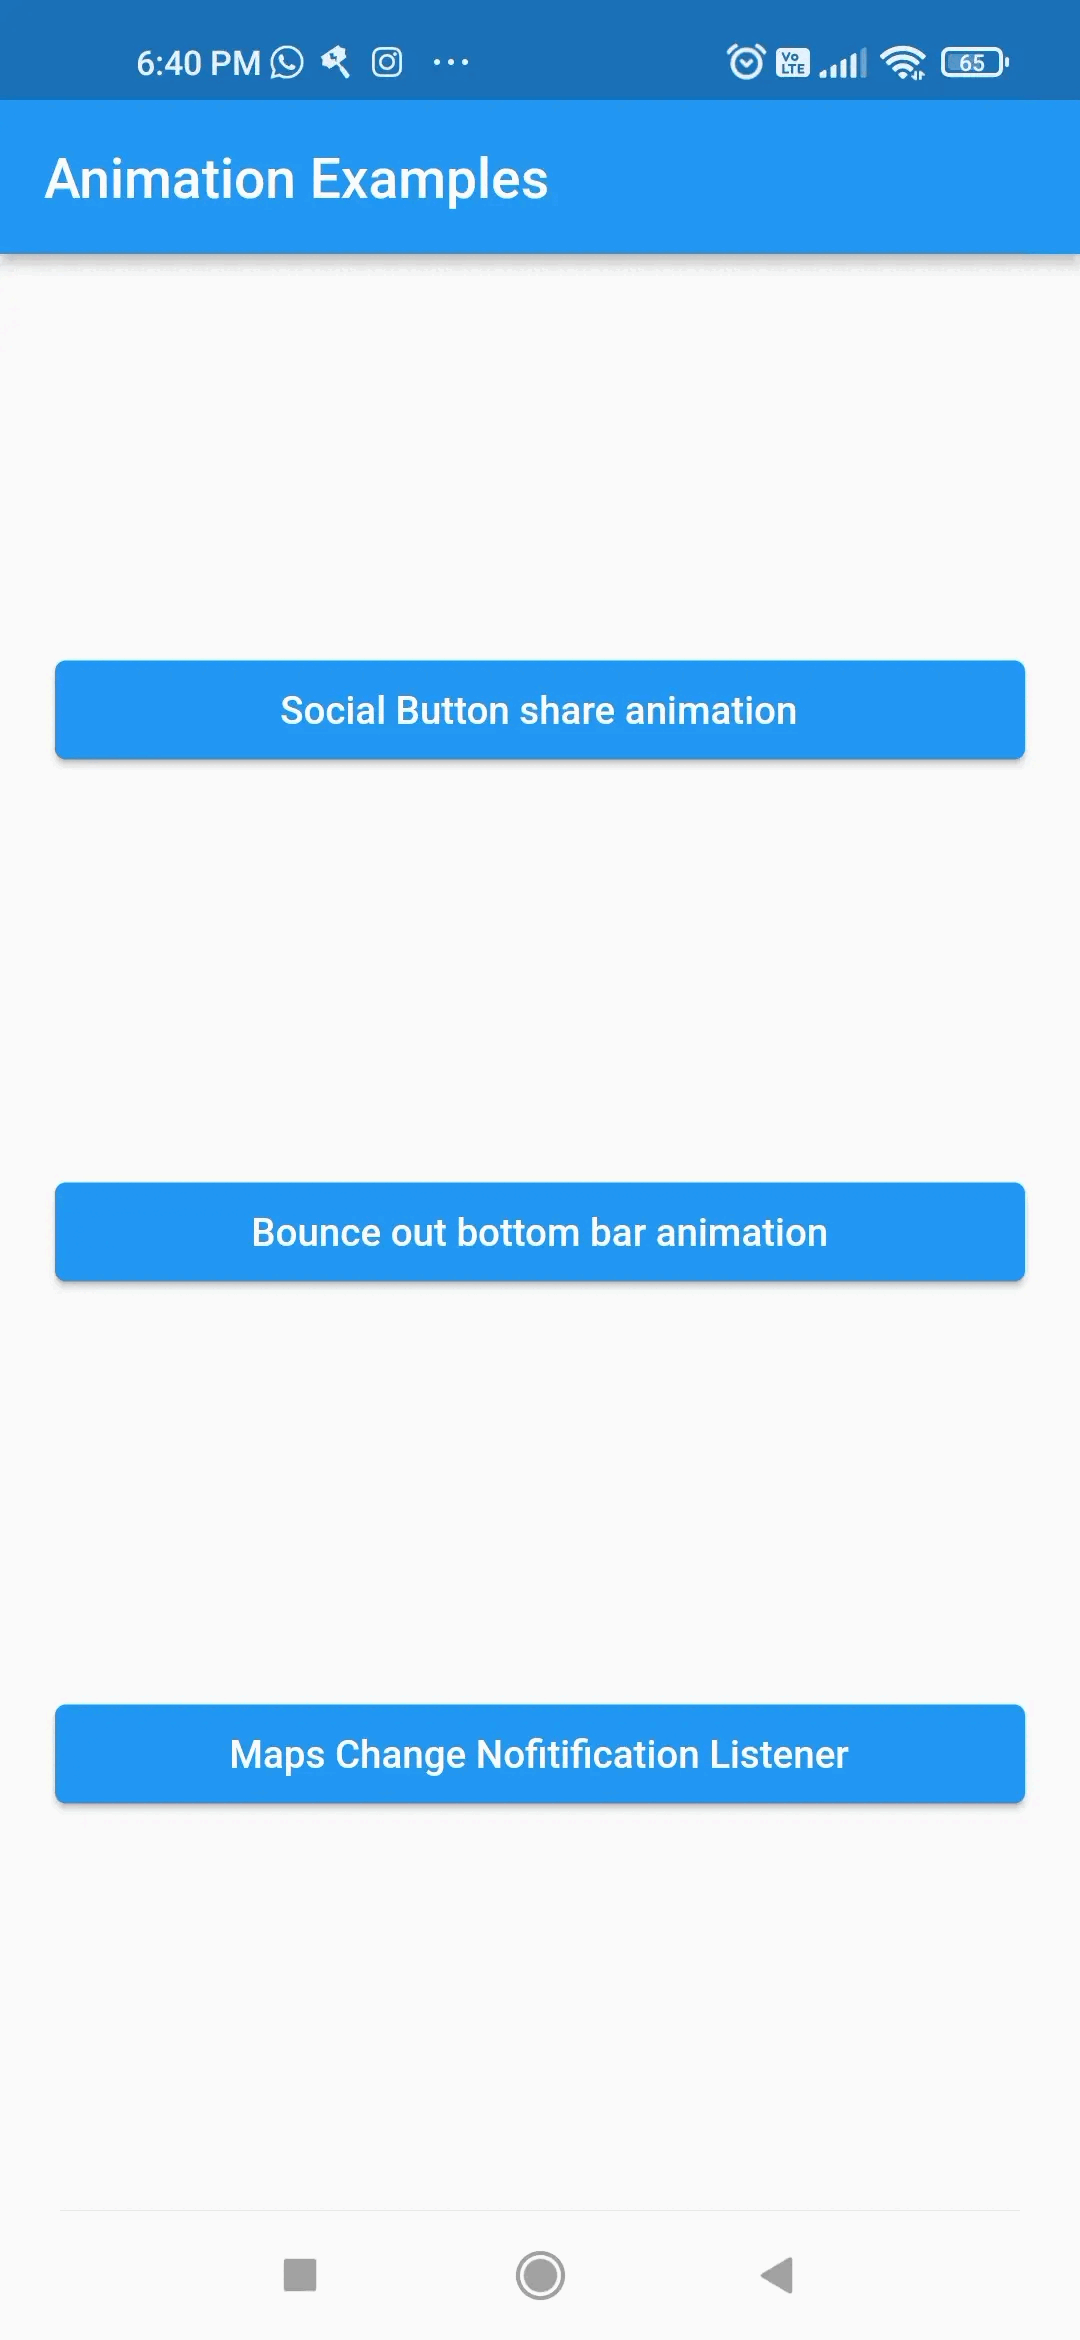 6:40 PM
Vo
LTE
65
Animation Examples
Social Button share animation
Bounce out bottom bar animation
Maps Change Nofitification Listener